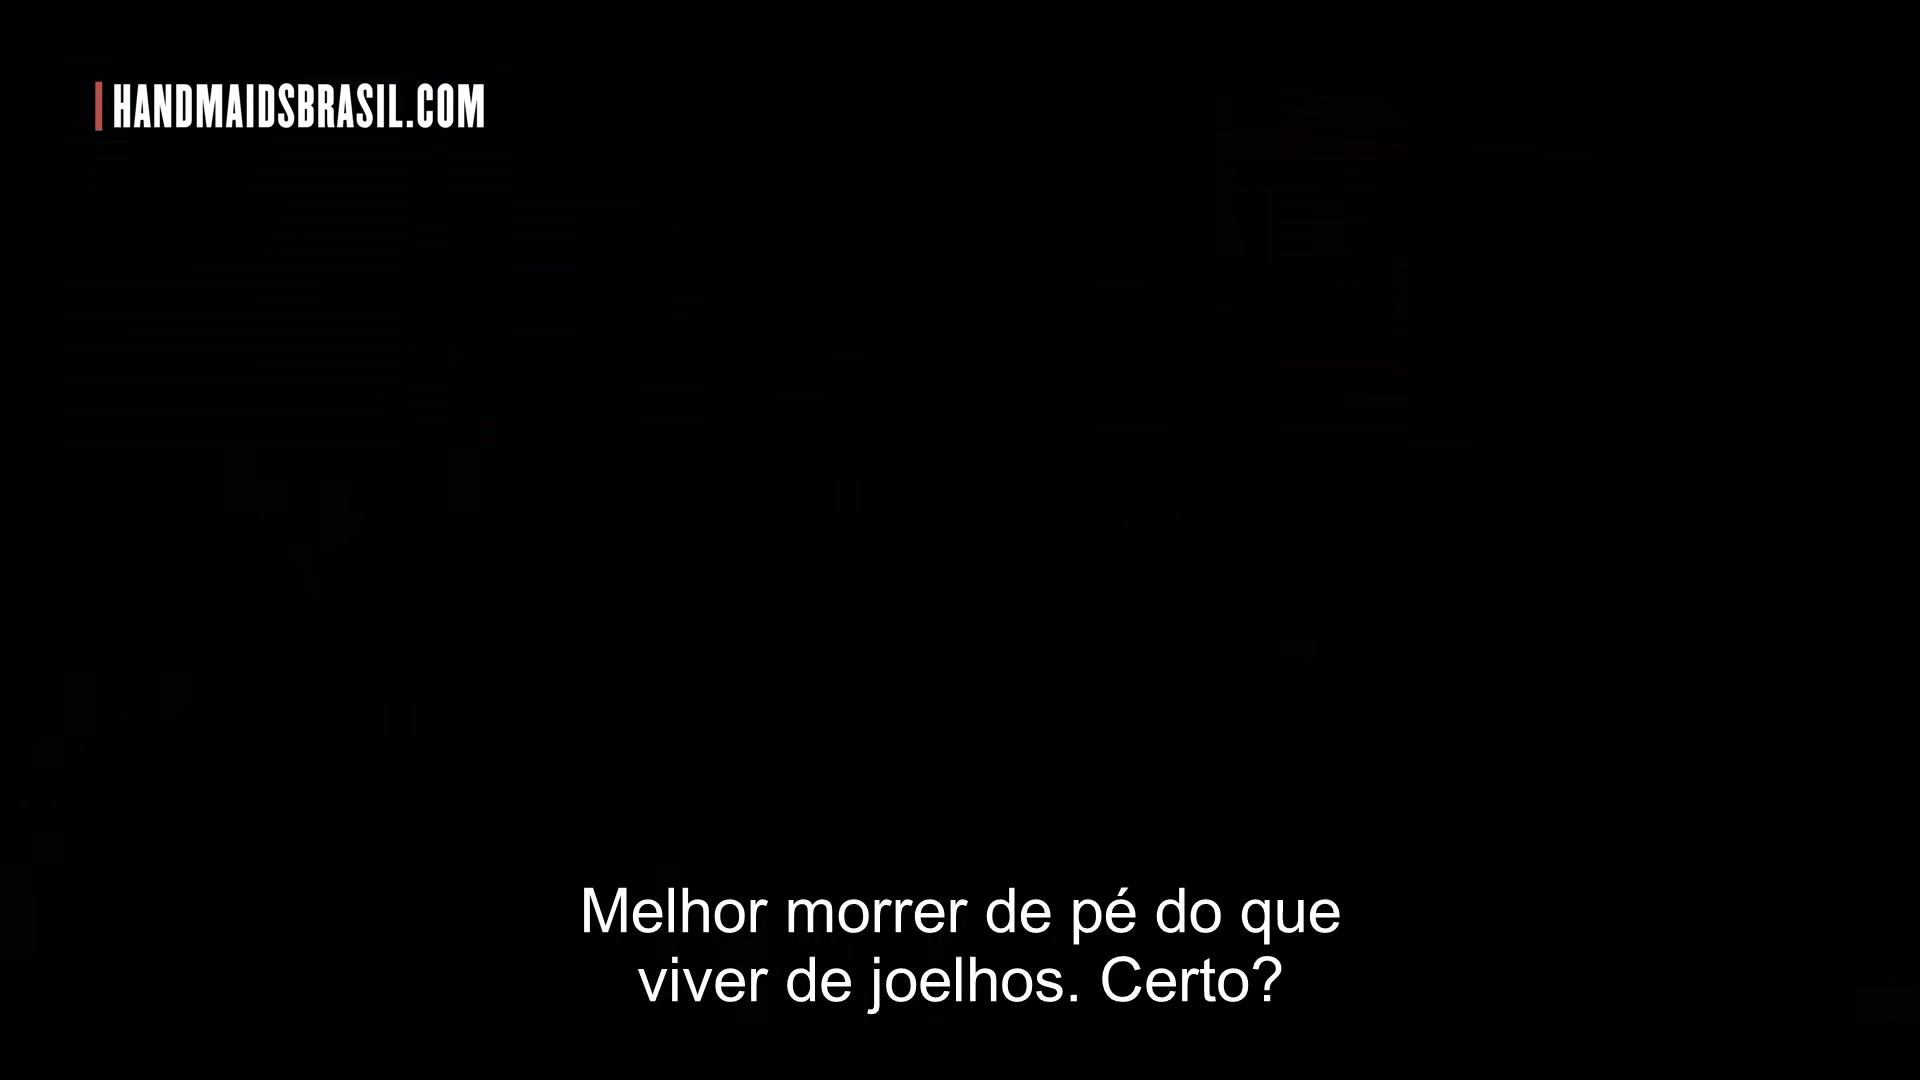 HANDMAIDSBRASIL.COM
Melhor morrer de pé do que
viver de joelhos. Certo?